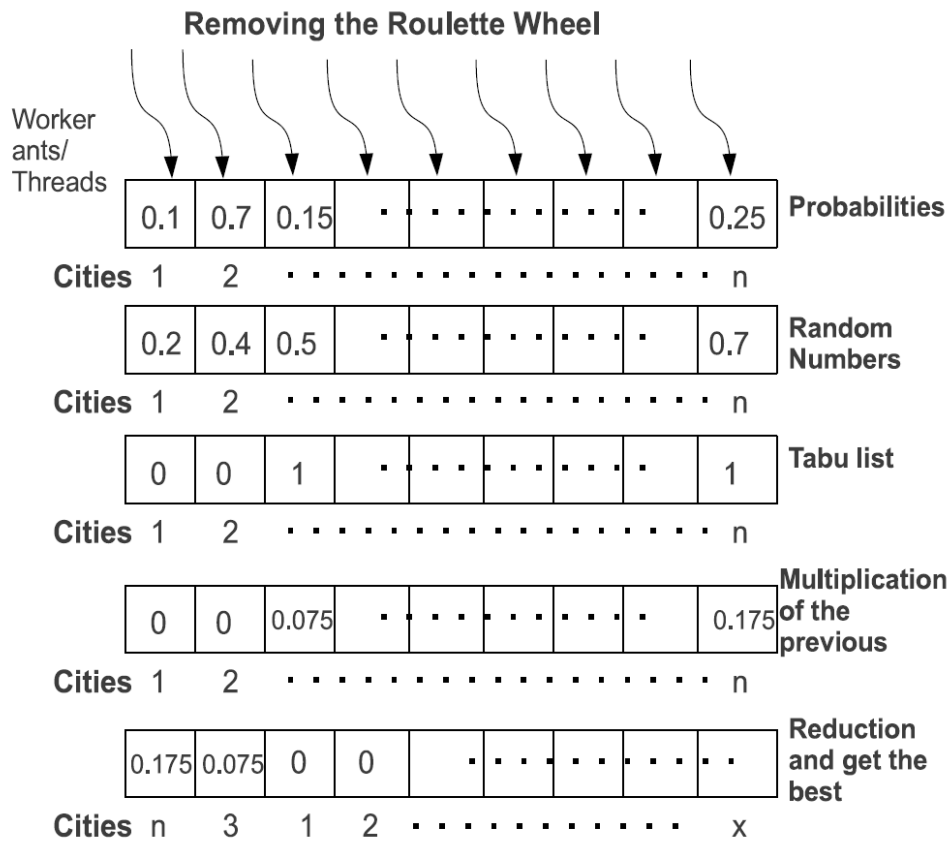 Removing the Roulette Wheel
Worker
ants/
Threads
0.1 0.7 0.15 . . . . . . . . . . . 0.25 Probabilities
Cities 1 2 . . . . . . . . . . . . . . . . . n
0.2 0.4 0.5 . . . . . . . . . . . 0.7 Random
Numbers
Cities 1 2 . . . . . . . . . . . . . . . . . n
0 0 1 . . . . . . . . . . . 1 Tabu list
Cities 1 2 . . . . . . . . . . . . . . . . . n
Multiplication
of the
previous
0 0 0.075 . . . . . . . . . . . 0.175
Cities 1 2 . . . . . . . . . . . . . . . . . n
Reduction
and get the
best
0.175 0.075 0 0 . . . . . . . . . . .
Cities n 3 1 2 . . . . . . . . . . . x